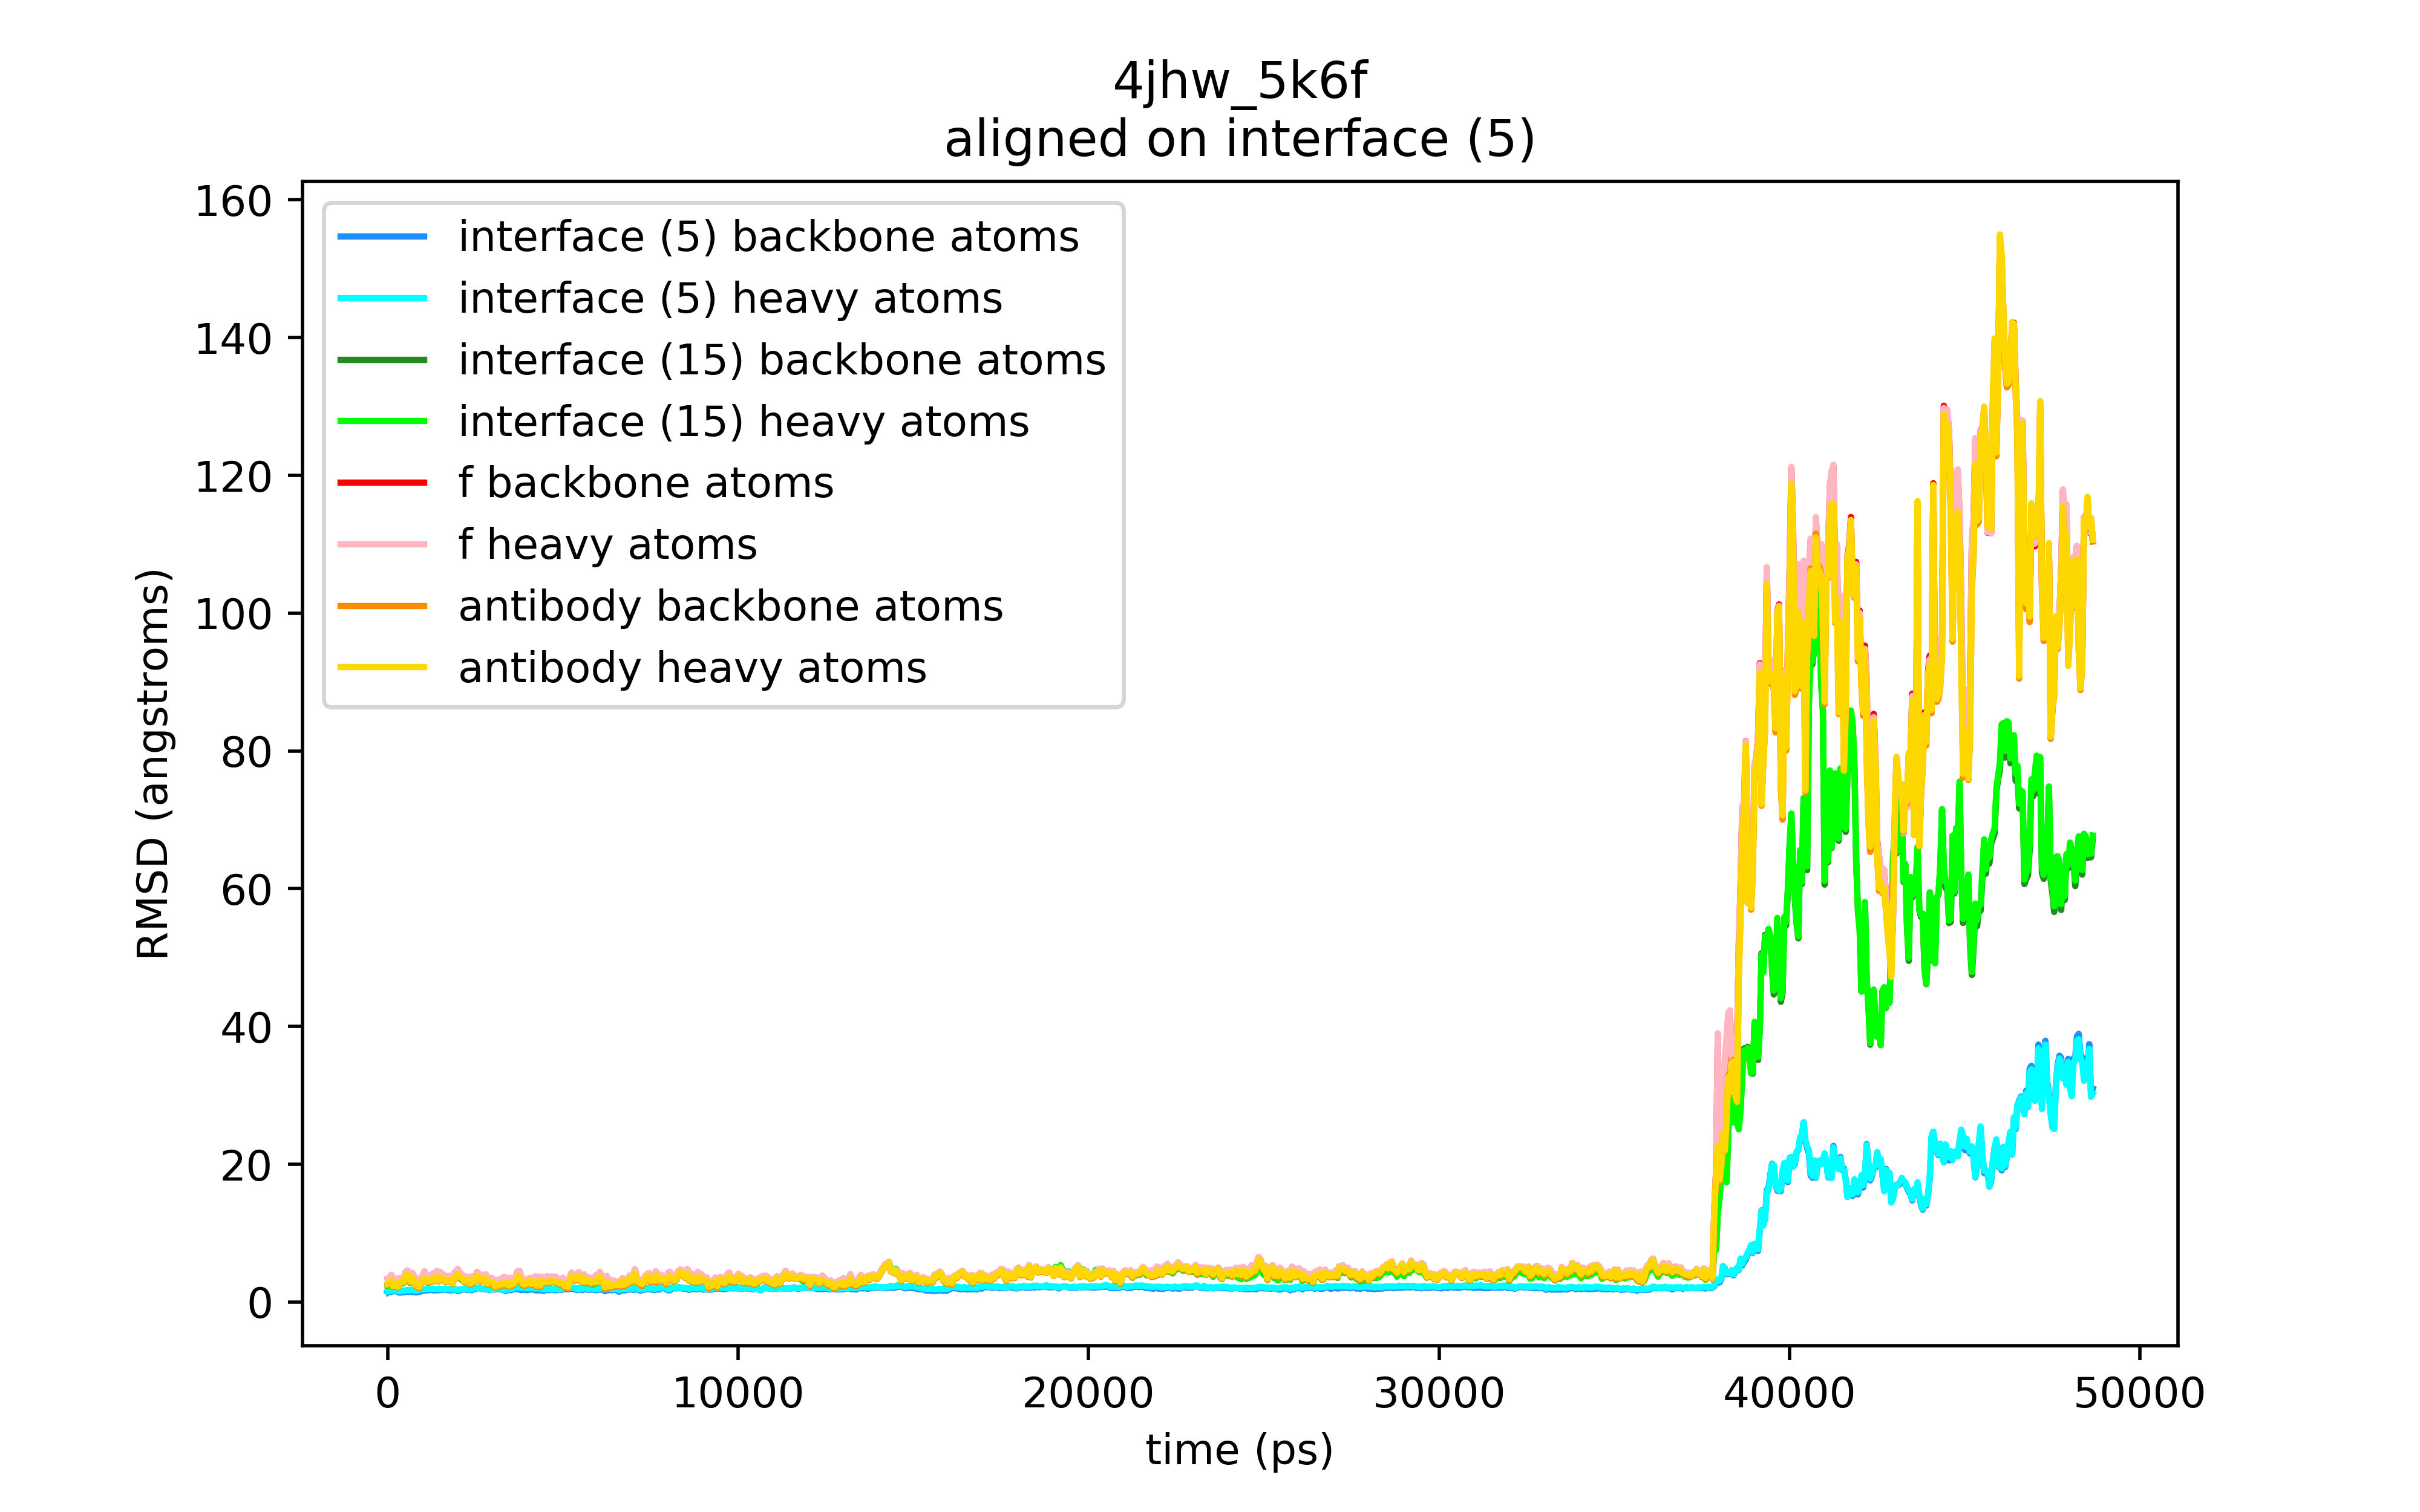 4jhw_5k6f
aligned on interface (5)
160
140
120
100
80
60
40
20
0
RMSD (angstroms)
interface (5) backbone atoms
interface (5) heavy atoms
interface (15) backbone atoms
interface (15) heavy atoms
f backbone atoms
f heavy atoms
antibody backbone atoms
antibody heavy atoms
0 10000 20000 30000 40000 50000
time (ps)